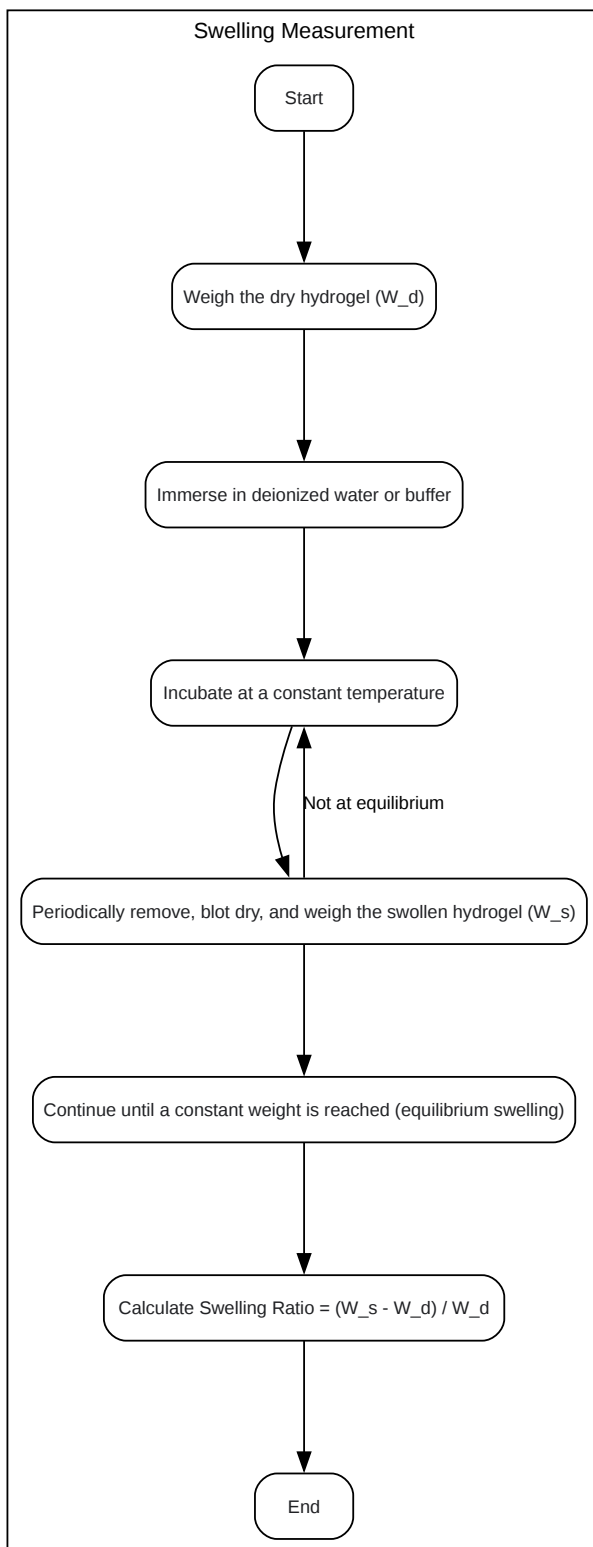 Swelling Measurement
Start
Weigh the dry hydrogel (W_d)
Immerse in deionized water or buffer
Incubate at a constant temperature
Not at equilibrium
Periodically remove, blot dry, and weigh the swollen hydrogel (W_s)
Continue until a constant weight is reached (equilibrium swelling)
Calculate Swelling Ratio = (W_s - W_d) / W_d
End